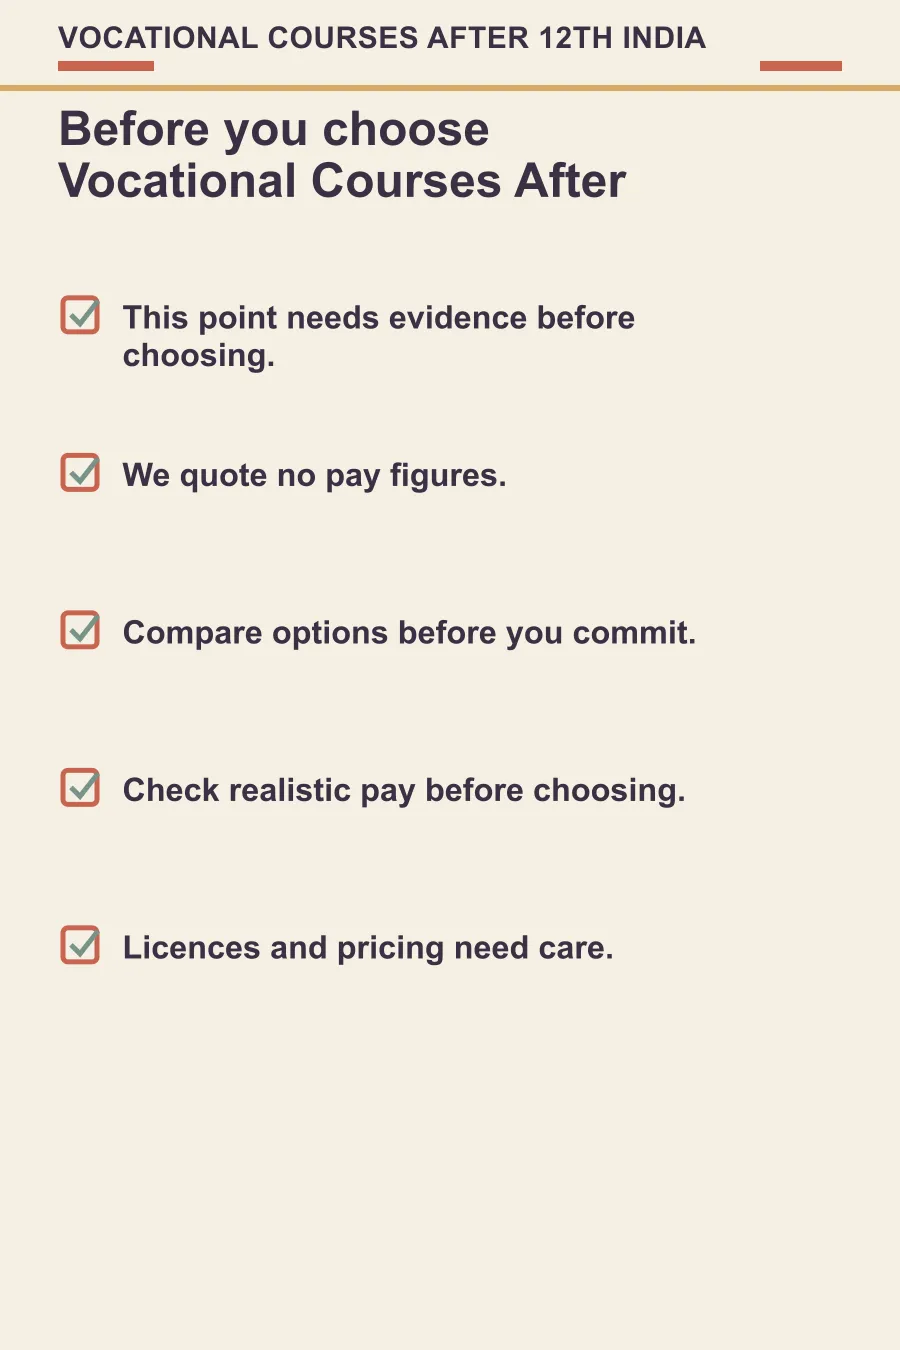 VOCATIONAL COURSES AFTER 12TH INDIA
Before you choose
Vocational Courses After
This point needs evidence before
choosing.
We quote no pay figures.
Compare options before you commit.
Check realistic pay before choosing.
Licences and pricing need care.